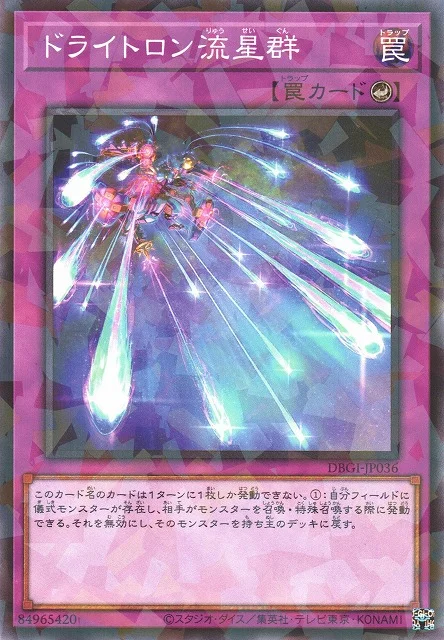 ドライトロン流星群
罠
【罠カード】
DBGI-JP036
このカード名のカードは1ターンに1枚しか発動できない。①:自分フィールドに
儀式モンスターが存在し、相手がモンスターを召喚・特殊召喚する際に発動
できる。それを無効にし、そのモンスターを持ち主のデッキに戻す。
84965420
©スタジオ・ダイス/集英社・テレビ東京・KONAMI